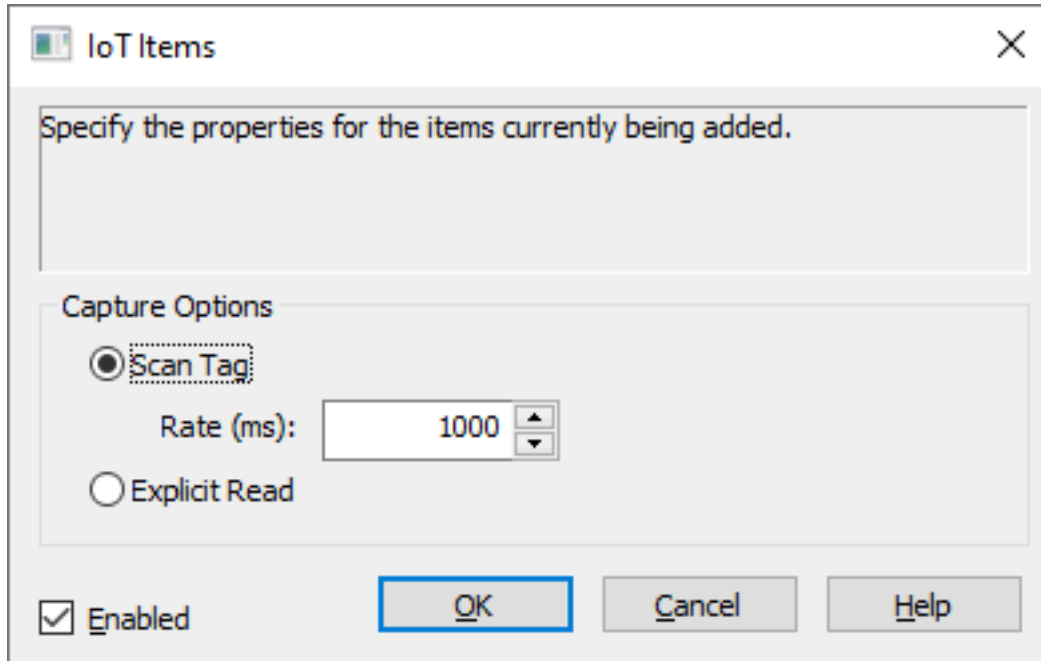 IoT Items
Specify the properties for the items currently being added.
Capture Options
Scan Tag
Rate (ms): 1000
Explicit Read
Enabled OK Cancel Help